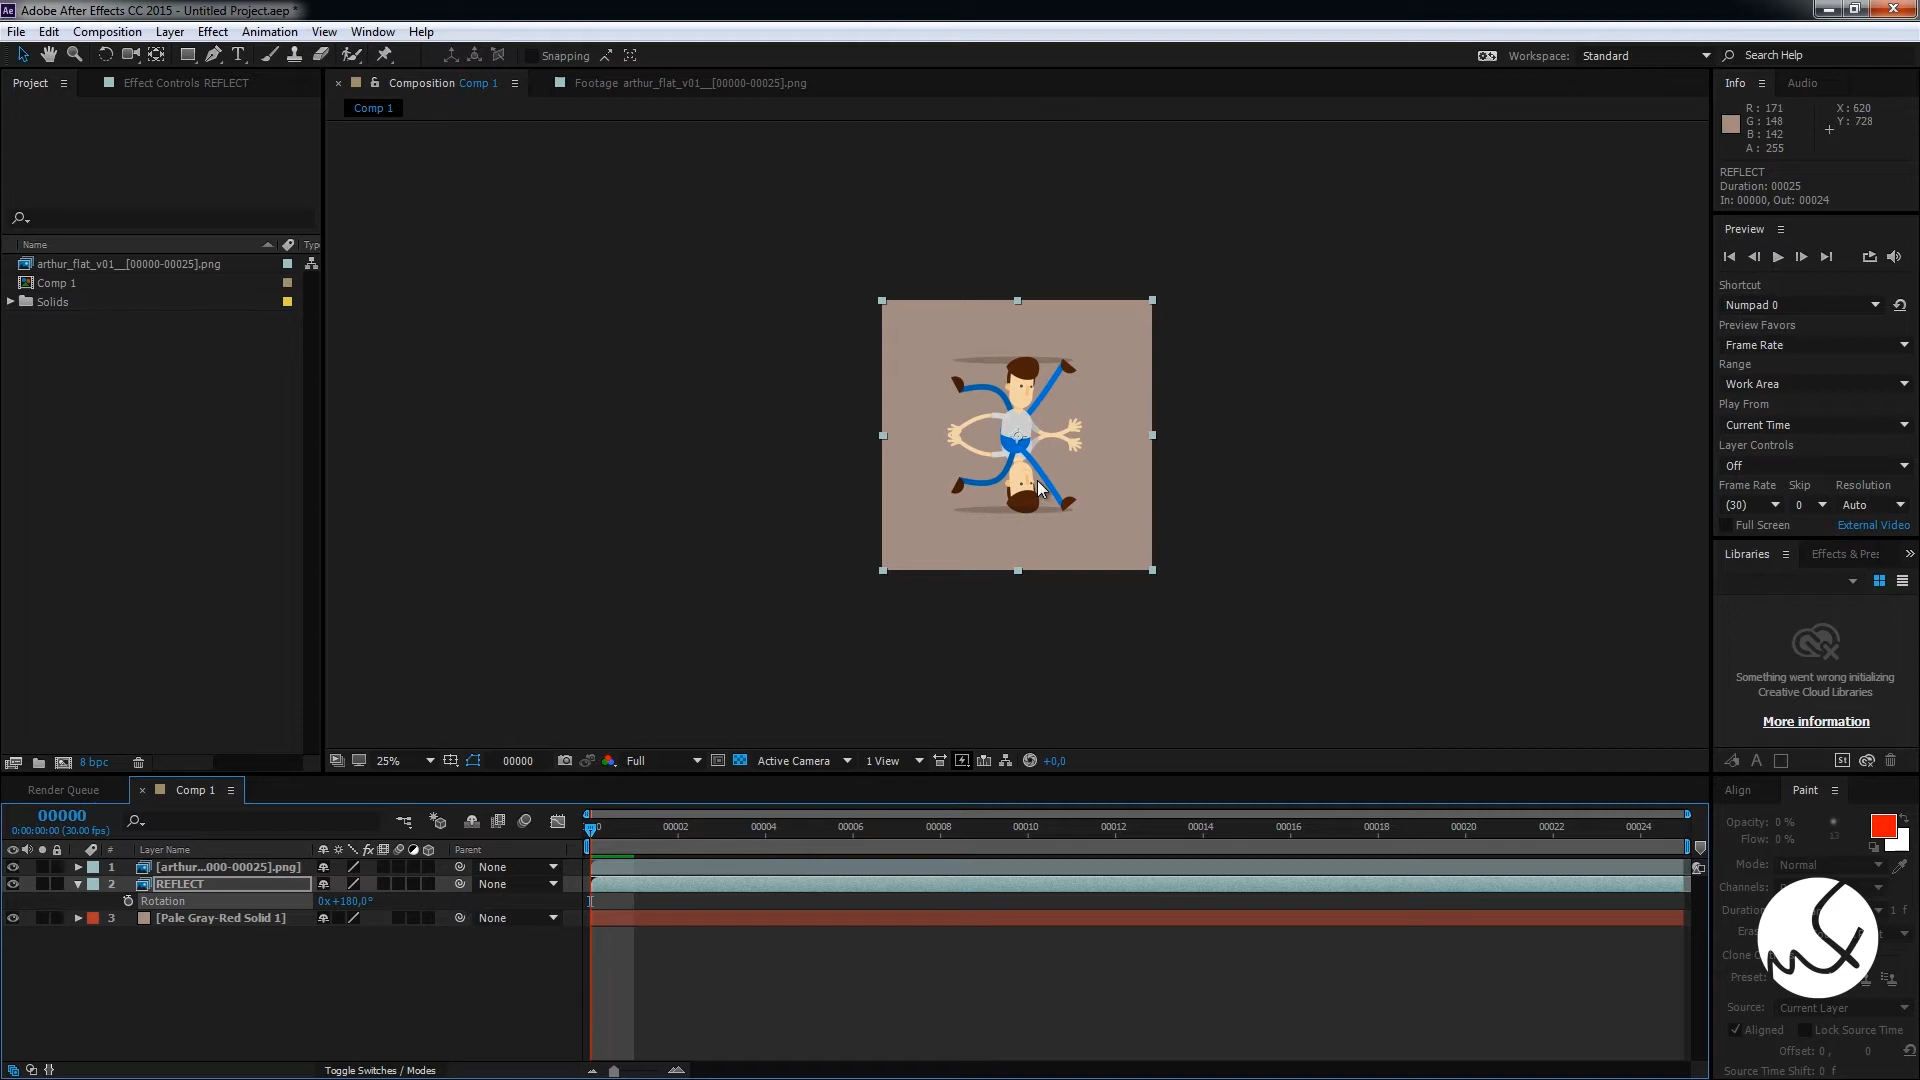 Ae Adobe After Effects CC 2015 - Untitled Project.aep *
File Edit Composition Layer Effect Animation View Window Help
Snapping
Workspace: Standard
Search Help
Project
Effect Controls REFLECT
Composition Comp 1
Footage arthur_flat_v01__[00000-00025].png
Comp 1
Name
Typ
arthur_flat_v01__[00000-00025].png
Comp 1
Solids
8 bpc
25%
00000
Full
Active Camera
1 View
+0,0
Info
Audio
R : 171
G : 148
B : 142
A : 255
X : 620
Y : 728
REFLECT
Duration: 00025
In: 00000, Out: 00024
Preview
Shortcut
Numpad 0
Preview Favors
Frame Rate
Range
Work Area
Play From
Current Time
Layer Controls
Off
Frame Rate Skip Resolution
(30) 0 Auto
Full Screen External Video
Libraries
Effects & Pres
Something went wrong initializing
Creative Cloud Libraries
More information
St
Align
Paint
Opacity: 0 %
Flow: 0 %
13
Mode: Normal
Channels:
Duration
1 f
Eras
Clone O
Preset:
Source: Current Layer
Aligned Lock Source Time
Offset: 0 , 0
Source Time Shift: 0 f
Render Queue
Comp 1
00000
0:00:00:00 (30.00 fps)
# Layer Name
fx
Parent
00002 00004 00006 00008 00010 00012 00014 00016 00018 00020 00022 00024
1 [arthur...000-00025].png] None
2 REFLECT None
Rotation 0x+180,0°
3 [Pale Gray-Red Solid 1] None
Toggle Switches / Modes